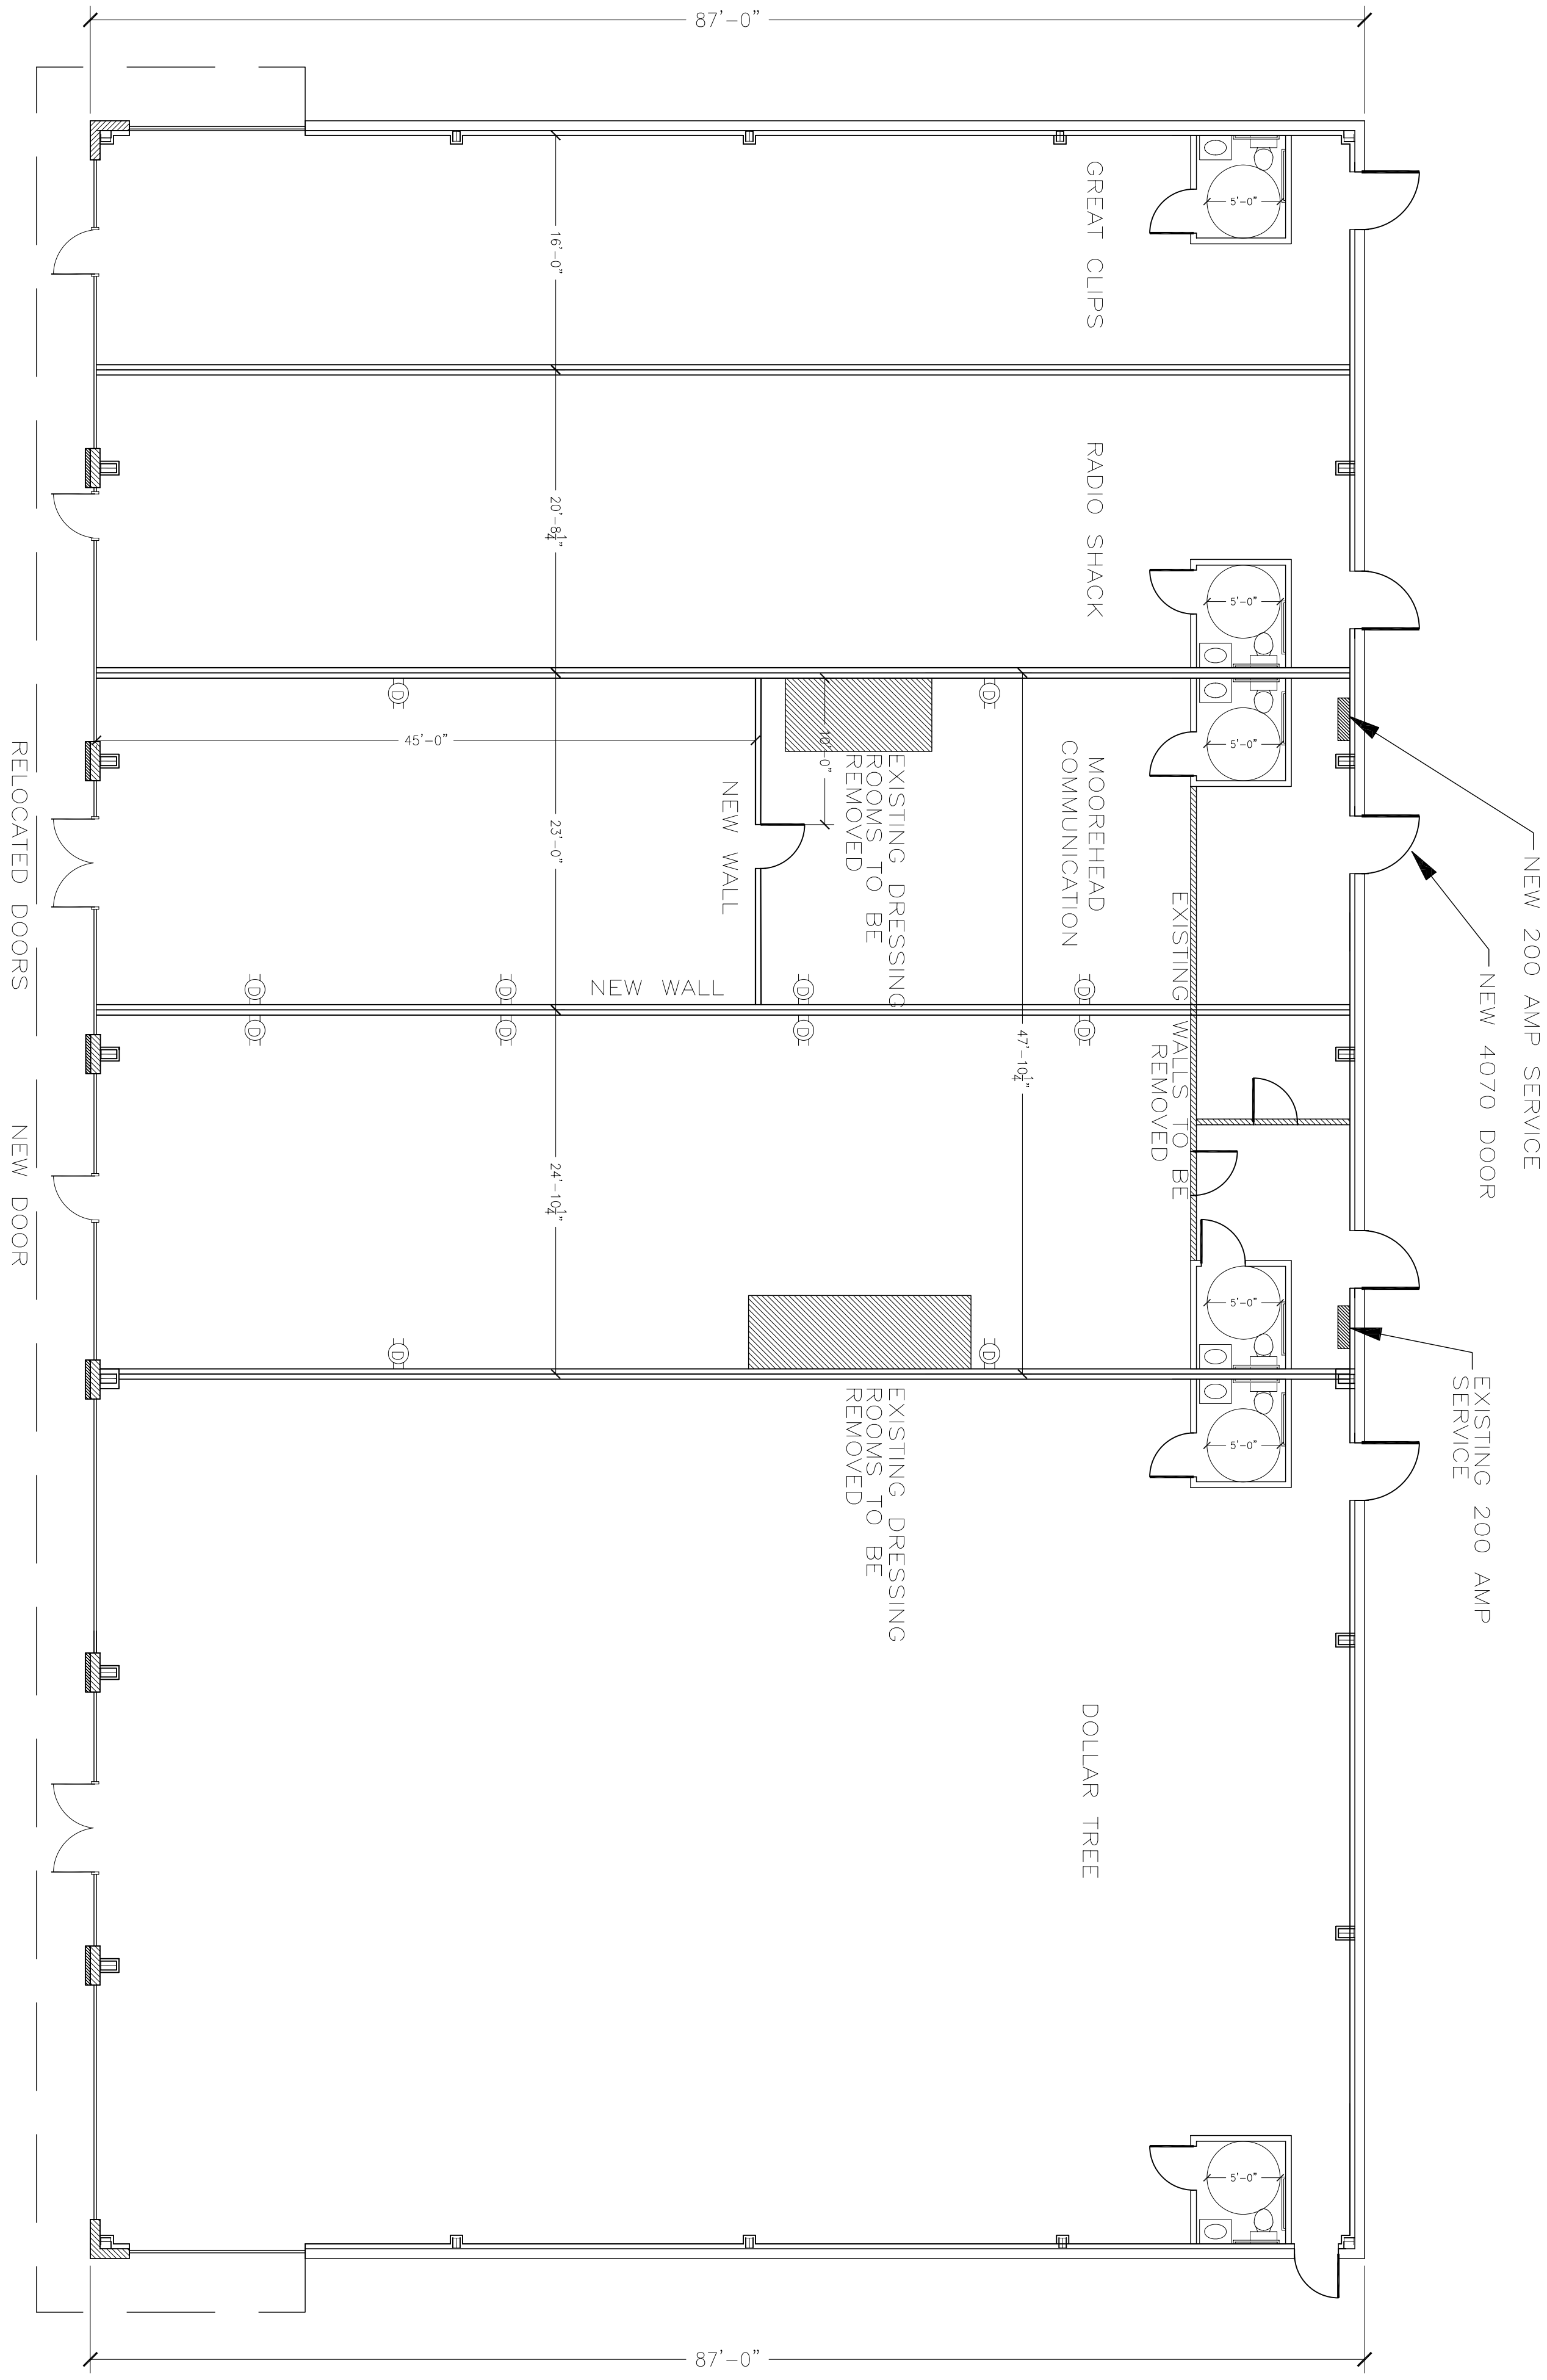 87'-0"
GREAT CLIPS
5'-0"
16'-0"
RADIO SHACK
20'-8 1/4"
5'-0"
NEW 200 AMP SERVICE
NEW 4070 DOOR
5'-0"
45'-0"
10'-0"
MOOREHEAD
COMMUNICATION
EXISTING DRESSING
ROOMS TO BE
REMOVED
NEW WALL
23'-0"
RELOCATED DOORS
EXISTING WALLS TO BE
REMOVED
NEW WALL
D
D
D
D
D
D
D
D
D
D
47'-10 1/4"
24'-10 1/4"
NEW DOOR
5'-0"
D
D
EXISTING 200 AMP
SERVICE
EXISTING DRESSING
ROOMS TO BE
REMOVED
5'-0"
DOLLAR TREE
5'-0"
87'-0"